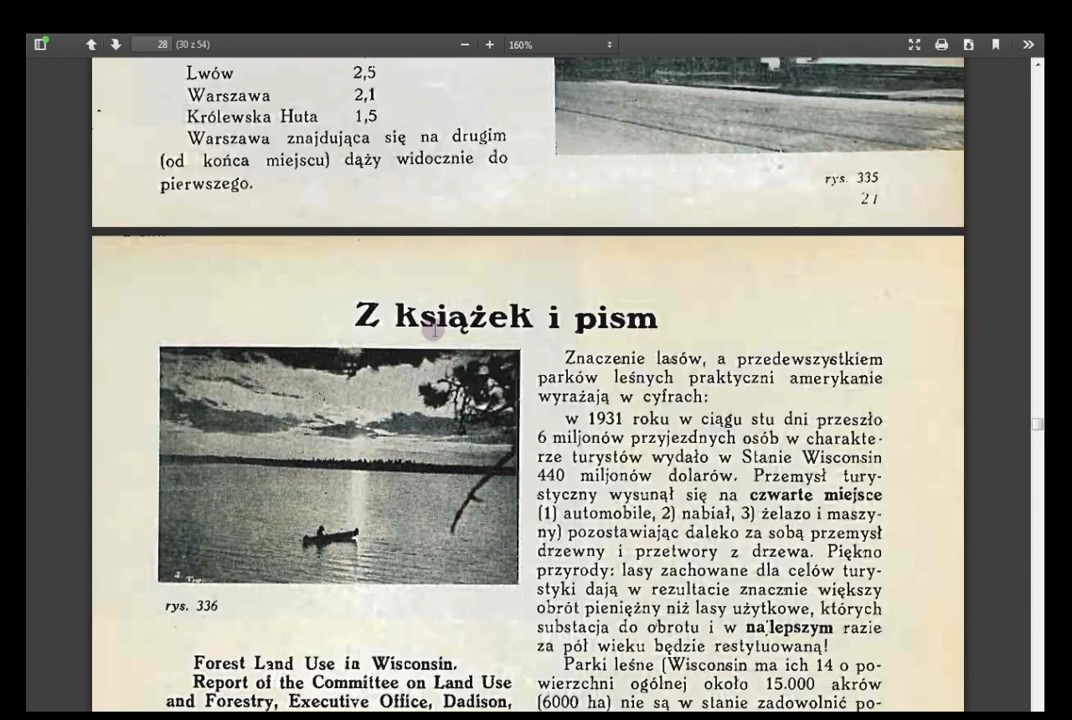 28 (30 z 54)
160%
Lwów 2,5
Warszawa 2,1
Królewska Huta 1,5
Warszawa znajdująca się na drugim
(od końca miejscu) dąży widocznie do
pierwszego.
rys. 335
21
Z książek i pism
rys. 336
Forest Land Use in Wisconsin.
Report of the Committee on Land Use
and Forestry, Executive Office, Dadison,
Znaczenie lasów, a przedewszystkiem
parków leśnych praktyczni amerykanie
wyrażają w cyfrach:
w 1931 roku w ciągu stu dni przeszło
6 miljonów przyjezdnych osób w charakte-
rze turystów wydało w Stanie Wisconsin
440 miljonów dolarów. Przemysł tury-
styczny wysunął się na czwarte miejsce
(1) automobile, 2) nabiał, 3) żelazo i maszy-
ny) pozostawiając daleko za sobą przemysł
drzewny i przetwory z drzewa. Piękno
przyrody: lasy zachowane dla celów tury-
styki dają w rezultacie znacznie większy
obrót pieniężny niż lasy użytkowe, których
substacja do obrotu i w najlepszym razie
za pół wieku będzie restytuowaną!
Parki leśne (Wisconsin ma ich 14 o po-
wierzchni ogólnej około 15.000 akrów
(6000 ha) nie są w stanie zadowolnić po-